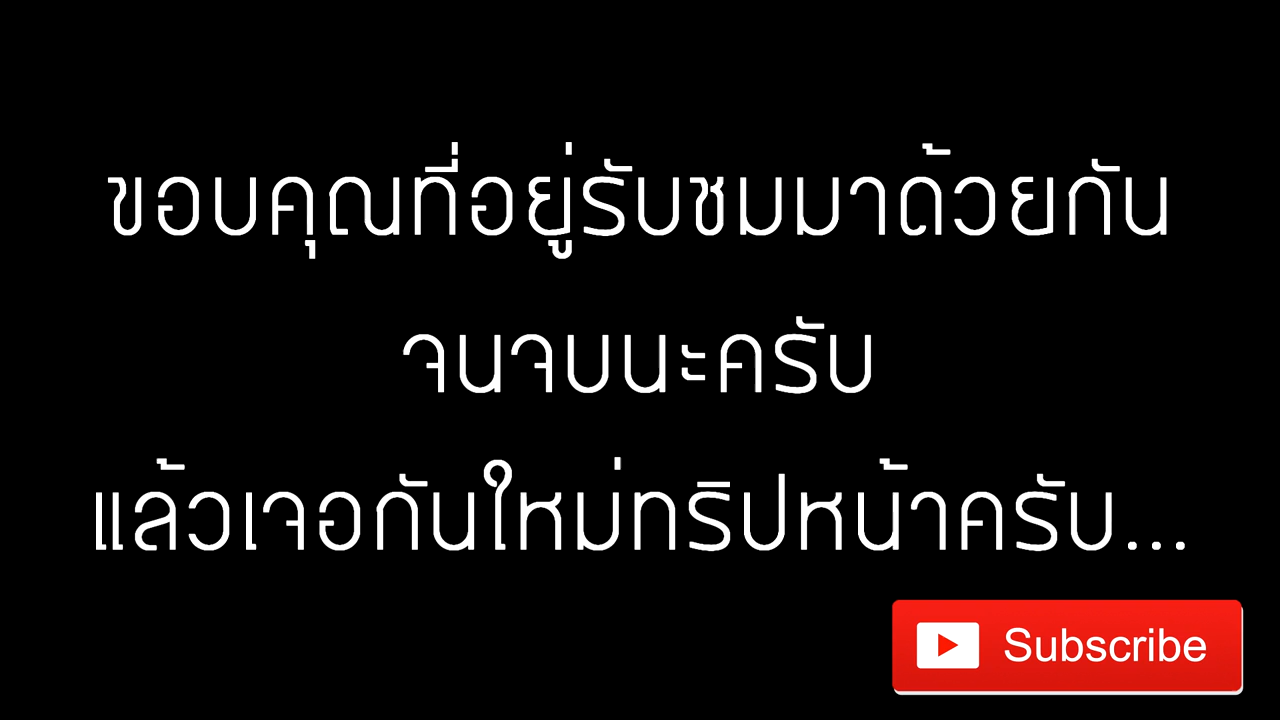 ขอบคุณที่อยู่รับชมมาด้วยกัน
จนจบนะครับ
แล้วเจอกันใหม่ทริปหน้าครับ...
Subscribe